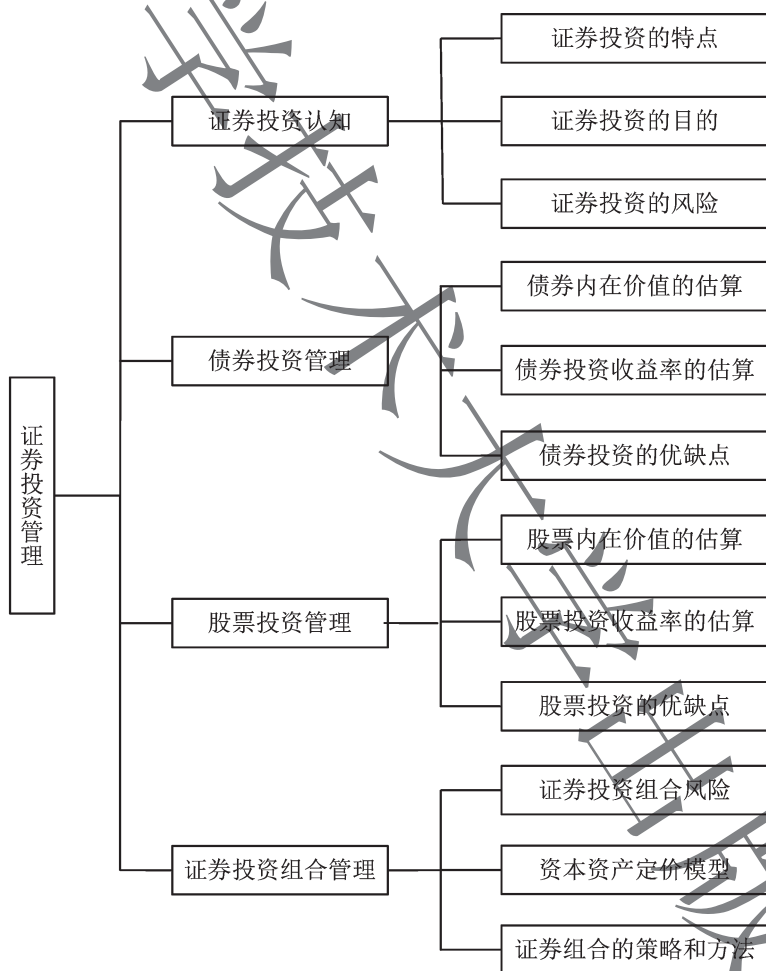 证券投资管理
证券投资认知
证券投资的特点
证券投资的目的
证券投资的风险
债券投资管理
债券内在价值的估算
债券投资收益率的估算
债券投资的优缺点
股票投资管理
股票内在价值的估算
股票投资收益率的估算
股票投资的优缺点
证券投资组合管理
证券投资组合风险
资本资产定价模型
证券组合的策略和方法
学技术大学出版